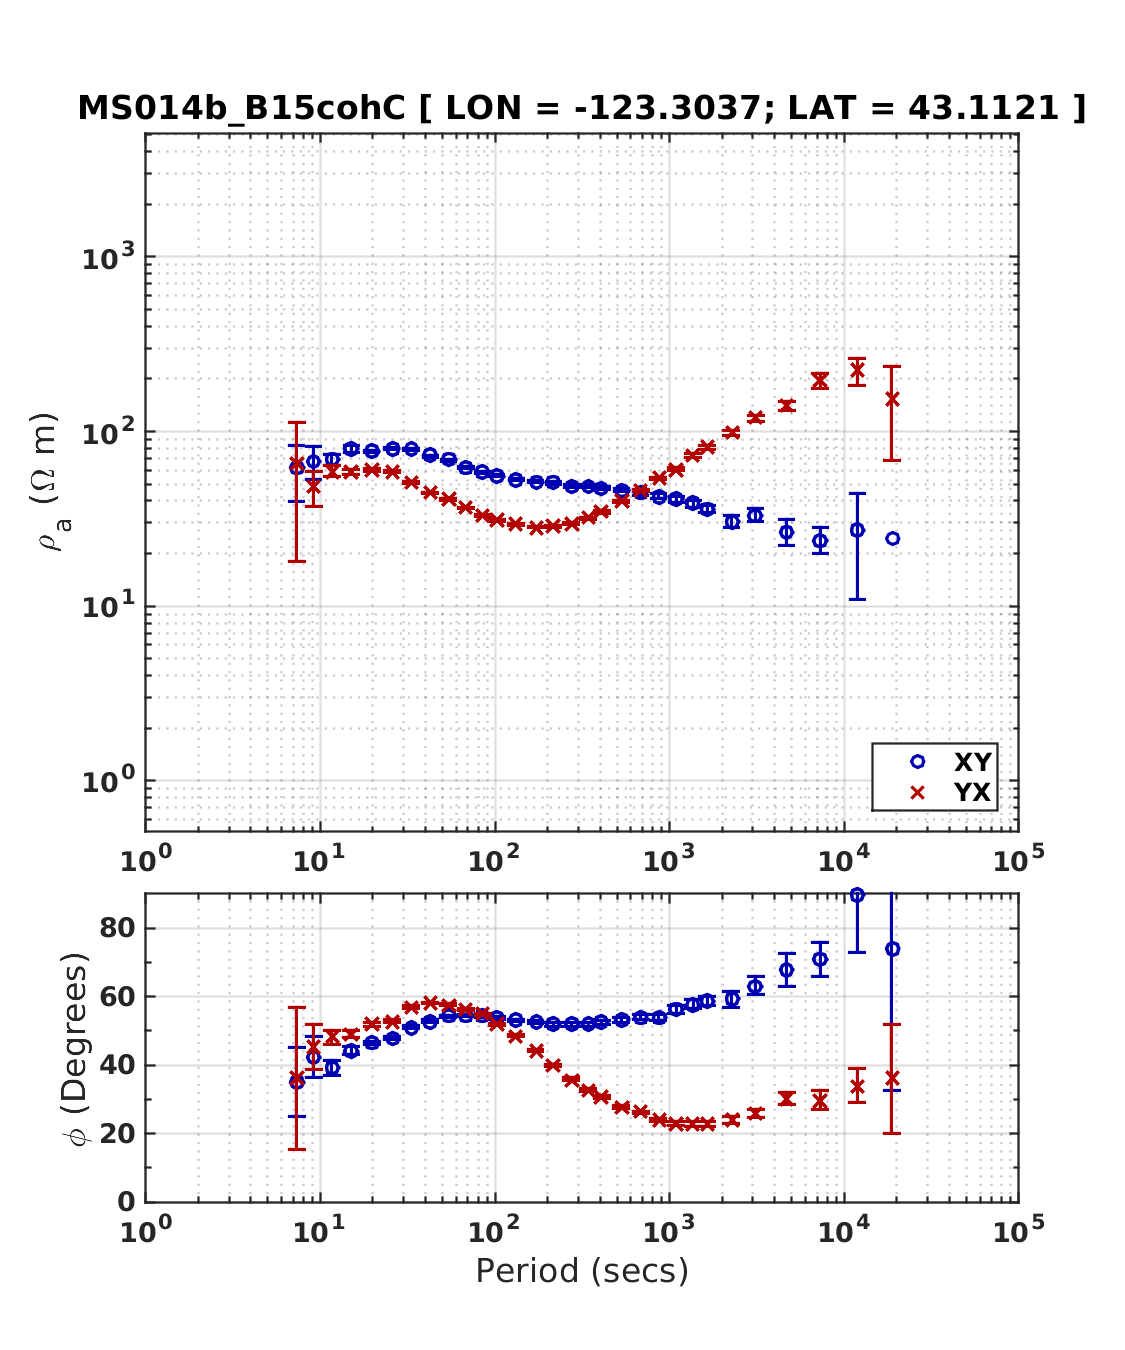 MS014b_B15cohC [ LON = -123.3037; LAT = 43.1121 ]
ρa (Ω m)
10^3
10^2
10^1
10^0
XY
YX
10^0 10^1 10^2 10^3 10^4 10^5
ϕ (Degrees)
80
60
40
20
0
10^0 10^1 10^2 10^3 10^4 10^5
Period (secs)